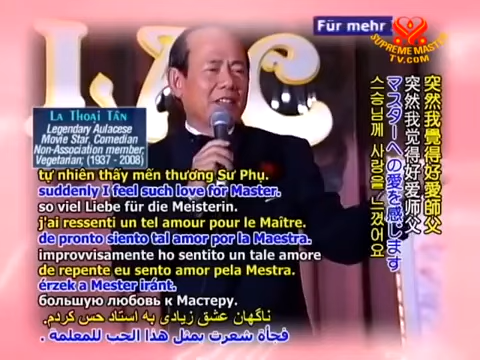 Für mehr
SUPREME MASTER
TV.COM
LA THOẠI TÂN
Legendary Aulacese
Movie Star, Comedian
Non-Association member,
Vegetarian; (1937 - 2008)
tự nhiên thấy mến thương Sư Phụ.
suddenly I feel such love for Master.
so viel Liebe für die Meisterin.
j'ai ressenti un tel amour pour le Maître.
de pronto siento tal amor por la Maestra.
improvvisamente ho sentito un tale amore
de repente eu sento amor pela Mestra.
érzek a Mester iránt.
большую любовь к Мастеру.
ناگهان عشق زیادی به استاد حس کردم.
فجأة شعرت بمثل هذا الحب للمعلمة .
突然我覺得好愛師父
突然我觉得好爱师父
マスターへの愛を感じます
스승님께 사랑을 느꼈어요